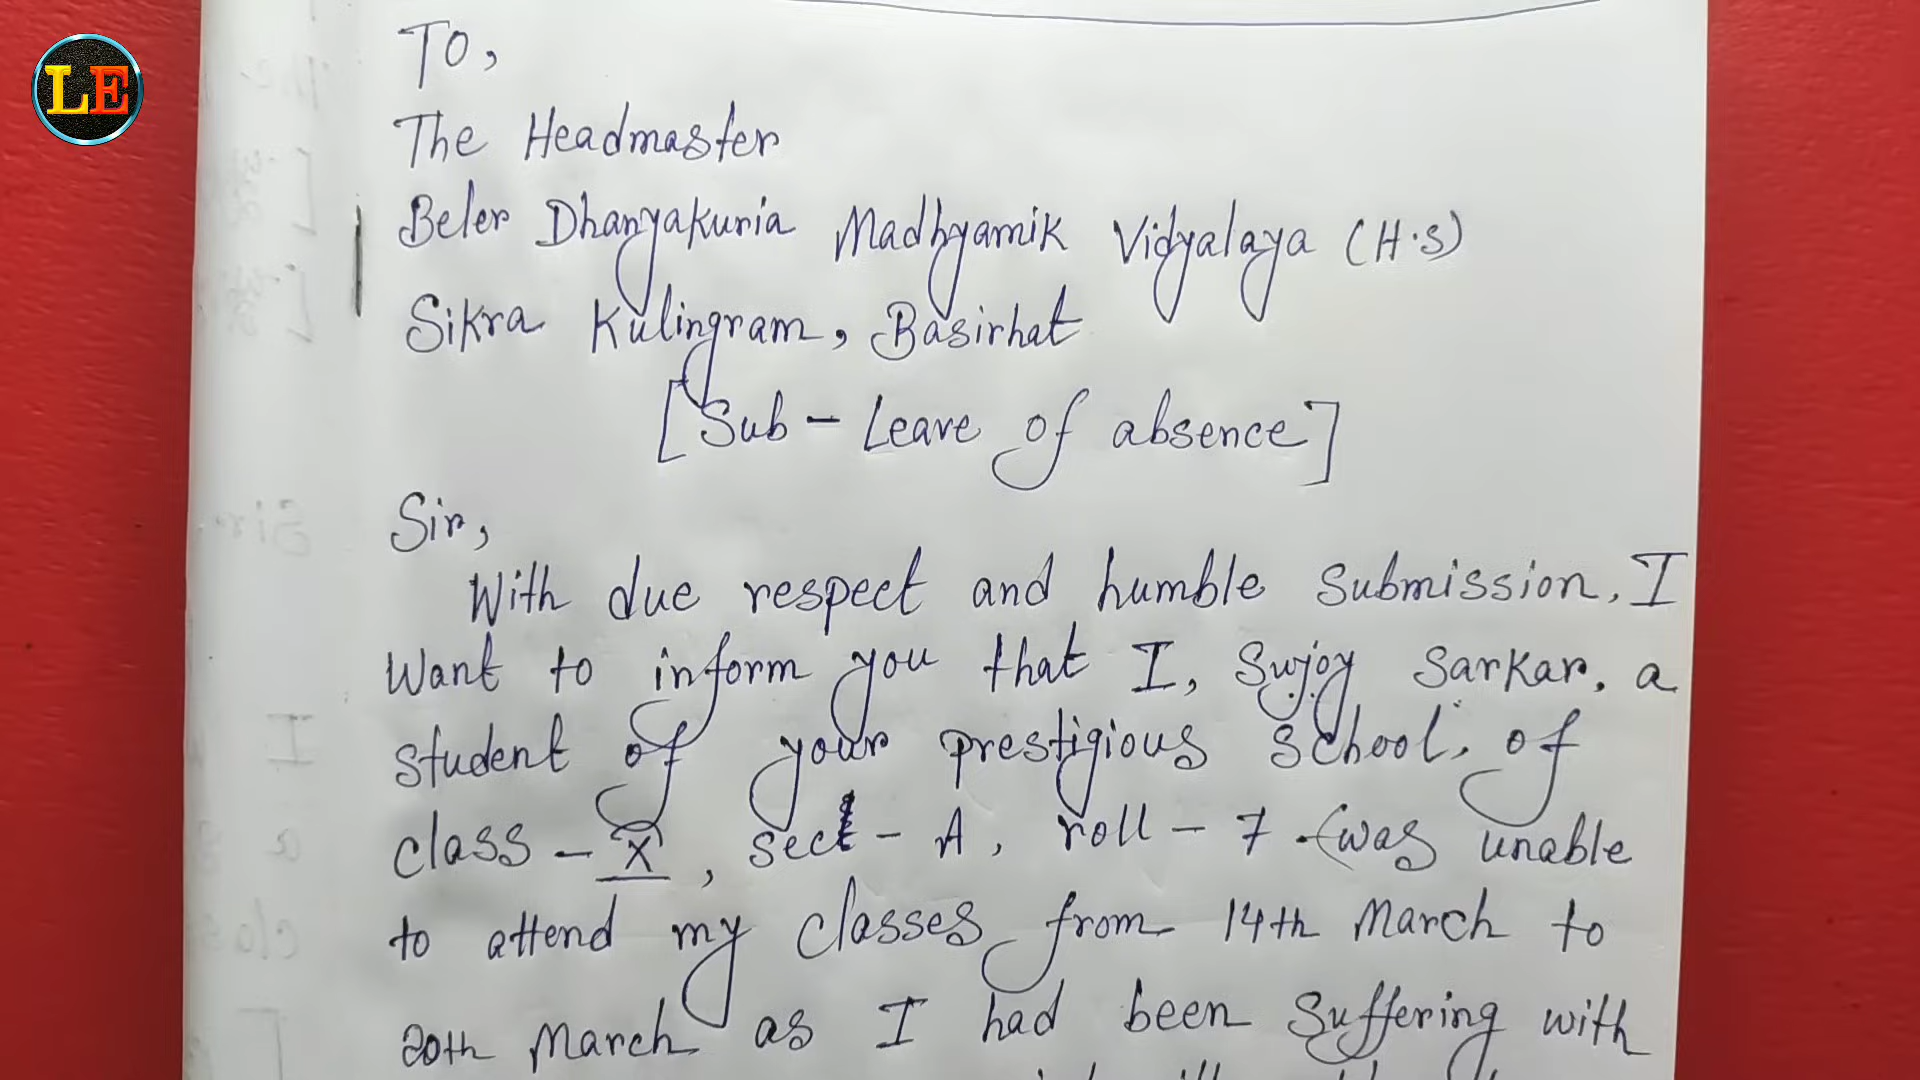 LE
To,
The Headmaster
Beler Dhanyakuria Madhyamik Vidyalaya (H.S)
Sikra Kulingram, Basirhat
[Sub - Leave of absence]
Sir,
With due respect and humble submission, I
want to inform you that I, Sujoy Sarkar, a
student of your prestigious school, of
class - X, sect - A, roll - 7 was unable
to attend my classes from 14th March to
20th March as I had been suffering with